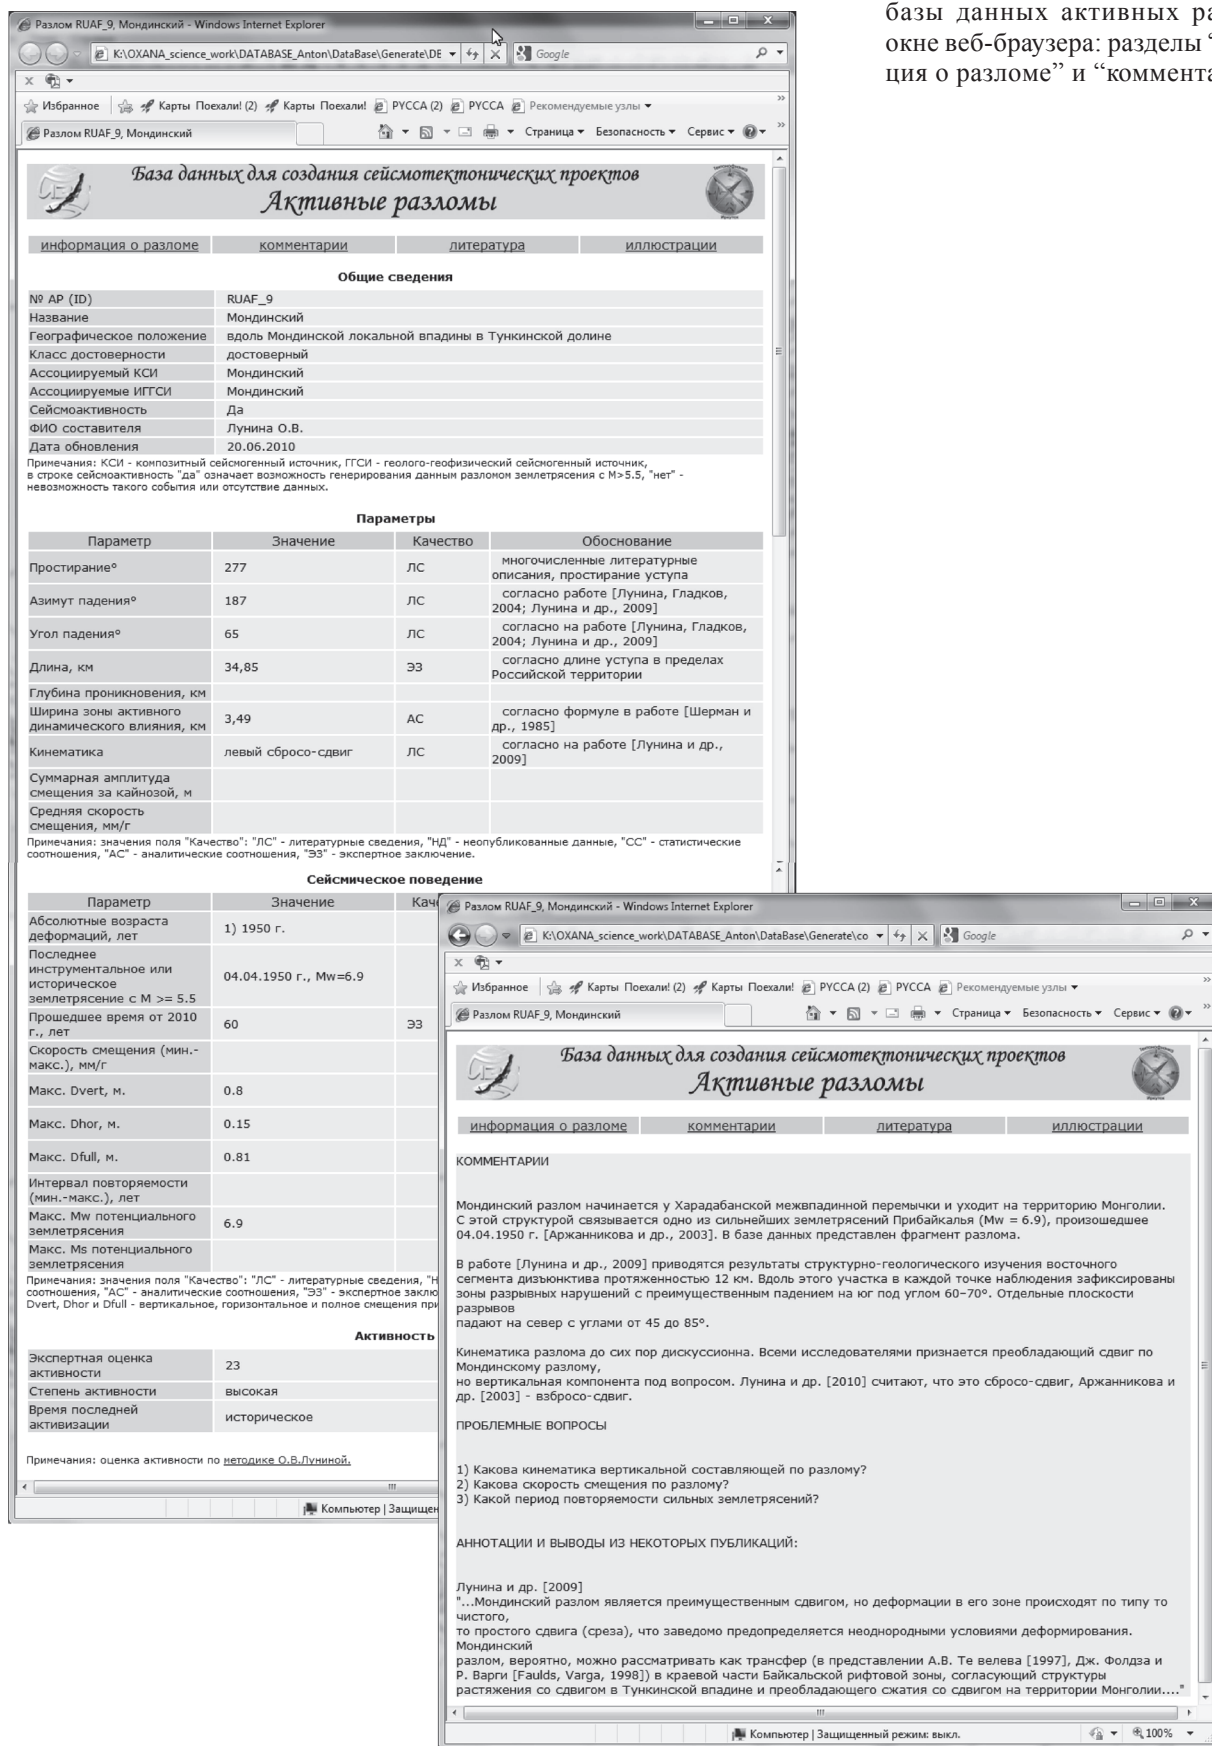 базы данных активных ра
окне веб-браузера: разделы “
ция о разломе” и “коммента
Разлом RUAF_9, Мондинский - Windows Internet Explorer
K:\OXANA_science_work\DATABASE_Anton\DataBase\Generate\DE
Google
Избранное Карты Поехали! (2) Карты Поехали! РУССА (2) РУССА Рекомендуемые узлы
Разлом RUAF_9, Мондинский Страница Безопасность Сервис
База данных для создания сейсмотектонических проектов
Активные разломы
информация о разломе комментарии литература иллюстрации
Общие сведения
№ АР (ID) RUAF_9
Название Мондинский
Географическое положение вдоль Мондинской локальной впадины в Тункинской долине
Класс достоверности достоверный
Ассоциируемый КСИ Мондинский
Ассоциируемые ИГГСИ Мондинский
Сейсмоактивность Да
ФИО составителя Лунина О.В.
Дата обновления 20.06.2010
Примечания: КСИ - композитный сейсмогенный источник, ГГСИ - геолого-геофизический сейсмогенный источник,
в строке сейсмоактивность "да" означает возможность генерирования данным разломом землетрясения с М>5.5, "нет" -
невозможность такого события или отсутствие данных.
Параметры
Параметр Значение Качество Обоснование
Простирание° 277 ЛС многочисленные литературные
описания, простирание уступа
Азимут падения° 187 ЛС согласно работе [Лунина, Гладков,
2004; Лунина и др., 2009]
Угол падения° 65 ЛС согласно на работе [Лунина, Гладков,
2004; Лунина и др., 2009]
Длина, км 34,85 ЭЗ согласно длине уступа в пределах
Российской территории
Глубина проникновения, км
Ширина зоны активного
динамического влияния, км 3,49 АС согласно формуле в работе [Шерман и
др., 1985]
Кинематика левый сбросо-сдвиг ЛС согласно на работе [Лунина и др.,
2009]
Суммарная амплитуда
смещения за кайнозой, м
Средняя скорость
смещения, мм/г
Примечания: значения поля "Качество": "ЛС" - литературные сведения, "НД" - неопубликованные данные, "СС" - статистические
соотношения, "АС" - аналитические соотношения, "ЭЗ" - экспертное заключение.
Сейсмическое поведение
Параметр Значение Кач
Абсолютные возраста
деформаций, лет 1) 1950 г.
Последнее
инструментальное или
историческое
землетрясение с М >= 5.5 04.04.1950 г., Mw=6.9
Прошедшее время от 2010
г., лет 60 ЭЗ
Скорость смещения (мин.-
макс.), мм/г
Макс. Dvert, м. 0.8
Макс. Dhor, м. 0.15
Макс. Dfull, м. 0.81
Интервал повторяемости
(мин.-макс.), лет
Макс. Mw потенциального
землетрясения 6.9
Макс. Ms потенциального
землетрясения
Примечания: значения поля "Качество": "ЛС" - литературные сведения, "Н
соотношения, "АС" - аналитические соотношения, "ЭЗ" - экспертное заклю
Dvert, Dhor и Dfull - вертикальное, горизонтальное и полное смещения при
Активность
Экспертная оценка
активности 23
Степень активности высокая
Время последней
активизации историческое
Примечания: оценка активности по методике О.В.Луниной.
Компьютер | Защищен
Разлом RUAF_9, Мондинский - Windows Internet Explorer
K:\OXANA_science_work\DATABASE_Anton\DataBase\Generate\co
Google
Избранное Карты Поехали! (2) Карты Поехали! РУССА (2) РУССА Рекомендуемые узлы
Разлом RUAF_9, Мондинский Страница Безопасность Сервис
База данных для создания сейсмотектонических проектов
Активные разломы
информация о разломе комментарии литература иллюстрации
КОММЕНТАРИИ
Мондинский разлом начинается у Харадабанской межвпадинной перемычки и уходит на территорию Монголии.
С этой структурой связывается одно из сильнейших землетрясений Прибайкалья (Mw = 6.9), произошедшее
04.04.1950 г. [Аржанникова и др., 2003]. В базе данных представлен фрагмент разлома.
В работе [Лунина и др., 2009] приводятся результаты структурно-геологического изучения восточного
сегмента дизъюнктива протяженностью 12 км. Вдоль этого участка в каждой точке наблюдения зафиксированы
зоны разрывных нарушений с преимущественным падением на юг под углом 60-70°. Отдельные плоскости
разрывов
падают на север с углами от 45 до 85°.
Кинематика разлома до сих пор дискуссионна. Всеми исследователями признается преобладающий сдвиг по
Мондинскому разлому,
но вертикальная компонента под вопросом. Лунина и др. [2010] считают, что это сбросо-сдвиг, Аржанникова и
др. [2003] - взбросо-сдвиг.
ПРОБЛЕМНЫЕ ВОПРОСЫ
1) Какова кинематика вертикальной составляющей по разлому?
2) Какова скорость смещения по разлому?
3) Какой период повторяемости сильных землетрясений?
АННОТАЦИИ И ВЫВОДЫ ИЗ НЕКОТОРЫХ ПУБЛИКАЦИЙ:
Лунина и др. [2009]
"...Мондинский разлом является преимущественным сдвигом, но деформации в его зоне происходят по типу то
чистого,
то простого сдвига (среза), что заведомо предопределяется неоднородными условиями деформирования.
Мондинский
разлом, вероятно, можно рассматривать как трансфер (в представлении А.В. Те велева [1997], Дж. Фолдза и
Р. Варги [Faulds, Varga, 1998]) в краевой части Байкальской рифтовой зоны, согласующий структуры
растяжения со сдвигом в Тункинской впадине и преобладающего сжатия со сдвигом на территории Монголии...."
Компьютер | Защищенный режим: выкл. 100%